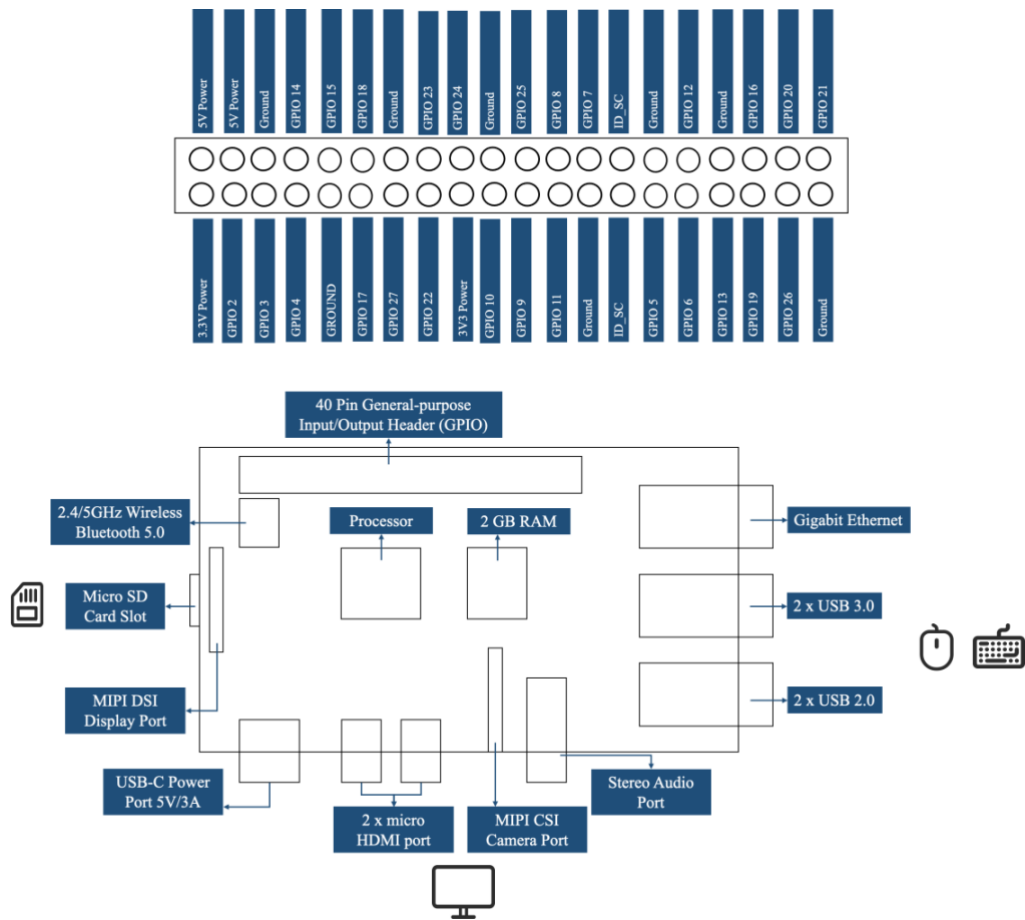 5V Power
5V Power
Ground
GPIO 14
GPIO 15
GPIO 18
Ground
GPIO 23
GPIO 24
Ground
GPIO 25
GPIO 8
GPIO 7
ID_SC
Ground
GPIO 12
Ground
GPIO 16
GPIO 20
GPIO 21
3.3V Power
GPIO 2
GPIO 3
GPIO 4
GROUND
GPIO 17
GPIO 27
GPIO 22
3V3 Power
GPIO 10
GPIO 9
GPIO 11
Ground
ID_SC
GPIO 5
GPIO 6
GPIO 13
GPIO 19
GPIO 26
Ground
40 Pin General-purpose
Input/Output Header (GPIO)
2.4/5GHz Wireless
Bluetooth 5.0
Processor
2 GB RAM
Gigabit Ethernet
Micro SD
Card Slot
2 x USB 3.0
MIPI DSI
Display Port
2 x USB 2.0
USB-C Power
Port 5V/3A
2 x micro
HDMI port
MIPI CSI
Camera Port
Stereo Audio
Port